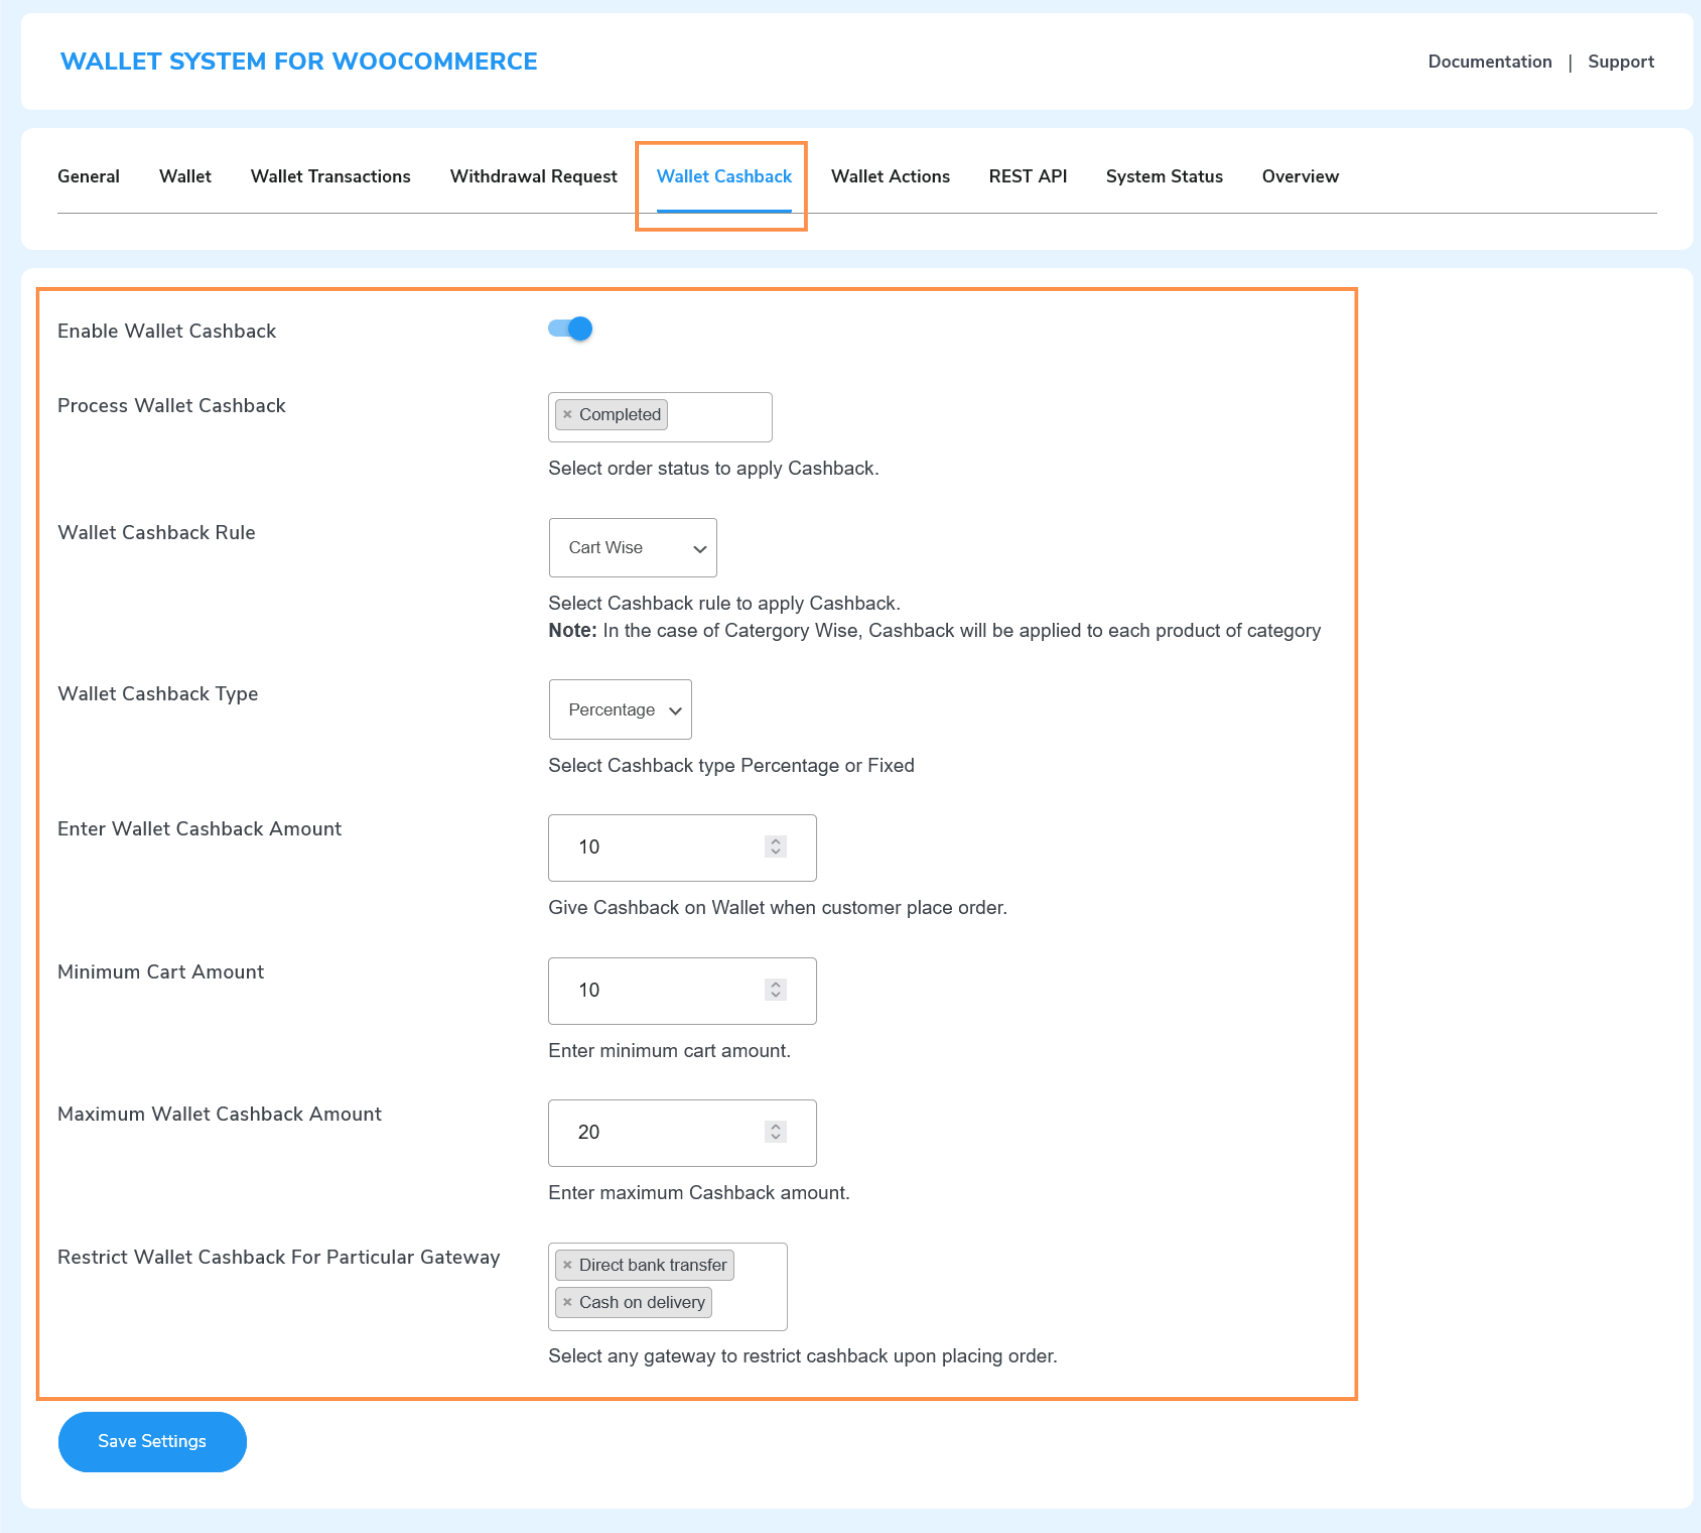 WALLET SYSTEM FOR WOOCOMMERCE
Documentation | Support
General Wallet Wallet Transactions Withdrawal Request Wallet Cashback Wallet Actions REST API System Status Overview
Enable Wallet Cashback
Process Wallet Cashback
× Completed
Select order status to apply Cashback.
Wallet Cashback Rule
Cart Wise
Select Cashback rule to apply Cashback.
Note: In the case of Catergory Wise, Cashback will be applied to each product of category
Wallet Cashback Type
Percentage
Select Cashback type Percentage or Fixed
Enter Wallet Cashback Amount
10
Give Cashback on Wallet when customer place order.
Minimum Cart Amount
10
Enter minimum cart amount.
Maximum Wallet Cashback Amount
20
Enter maximum Cashback amount.
Restrict Wallet Cashback For Particular Gateway
× Direct bank transfer
× Cash on delivery
Select any gateway to restrict cashback upon placing order.
Save Settings